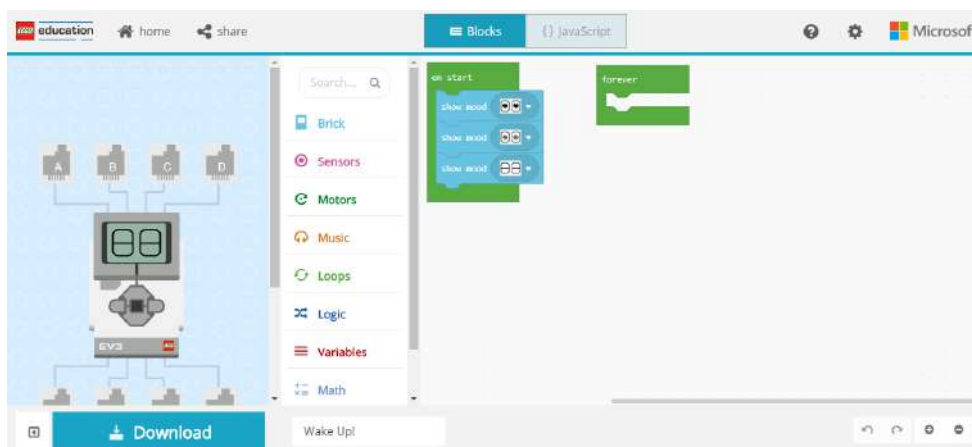 LEGO education home share Blocks {} JavaScript ? Microsof
Search...
Brick
Sensors
Motors
Music
Loops
Logic
Variables
Math
on start
show mood
show mood
show mood
forever
A B C D
EV3
Download
Wake Up!